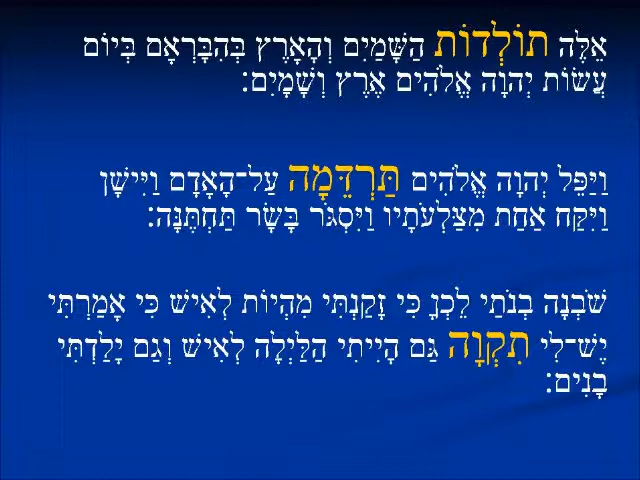 אֵלֶּה תוֹלְדוֹת הַשָּׁמַיִם וְהָאָרֶץ בְּהִבָּרְאָם בְּיוֹם
עֲשׂוֹת יְהוָה אֱלֹהִים אֶרֶץ וְשָׁמָיִם׃
וַיַּפֵּל יְהוָה אֱלֹהִים תַּרְדֵּמָה עַל־הָאָדָם וַיִּישָׁן
וַיִּקַּח אַחַת מִצַּלְעֹתָיו וַיִּסְגֹּר בָּשָׂר תַּחְתֶּנָּה׃
שֹׁבְנָה בְנֹתַי לֵכְןָ כִּי זָקַנְתִּי מִהְיוֹת לְאִישׁ כִּי אָמַרְתִּי
יֶשׁ־לִי תִקְוָה גַּם הָיִיתִי הַלַּיְלָה לְאִישׁ וְגַם יָלַדְתִּי
בָנִים׃